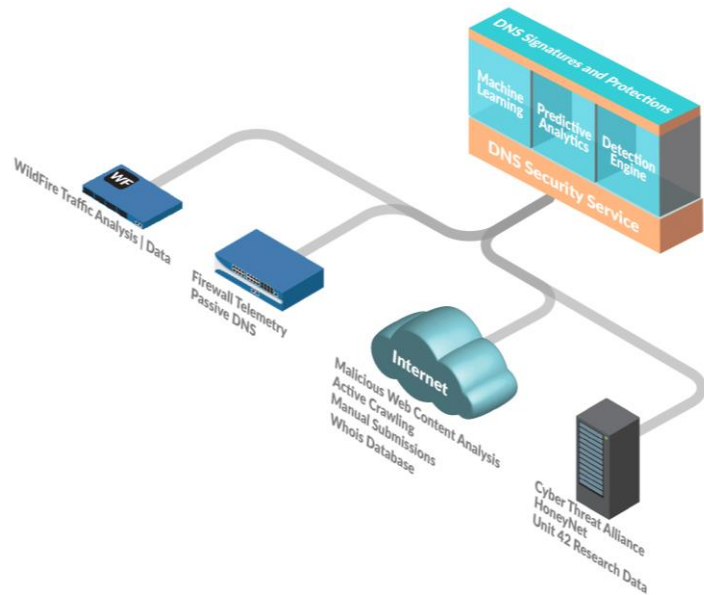 DNS Signatures and Protections
Machine
Learning
Predictive
Analytics
Detection
Engine
DNS Security Service
WF
WildFire Traffic Analysis | Data
Firewall Telemetry
Passive DNS
Internet
Malicious Web Content Analysis
Active Crawling
Manual Submissions
Whois Database
Cyber Threat Alliance
HoneyNet
Unit 42 Research Data